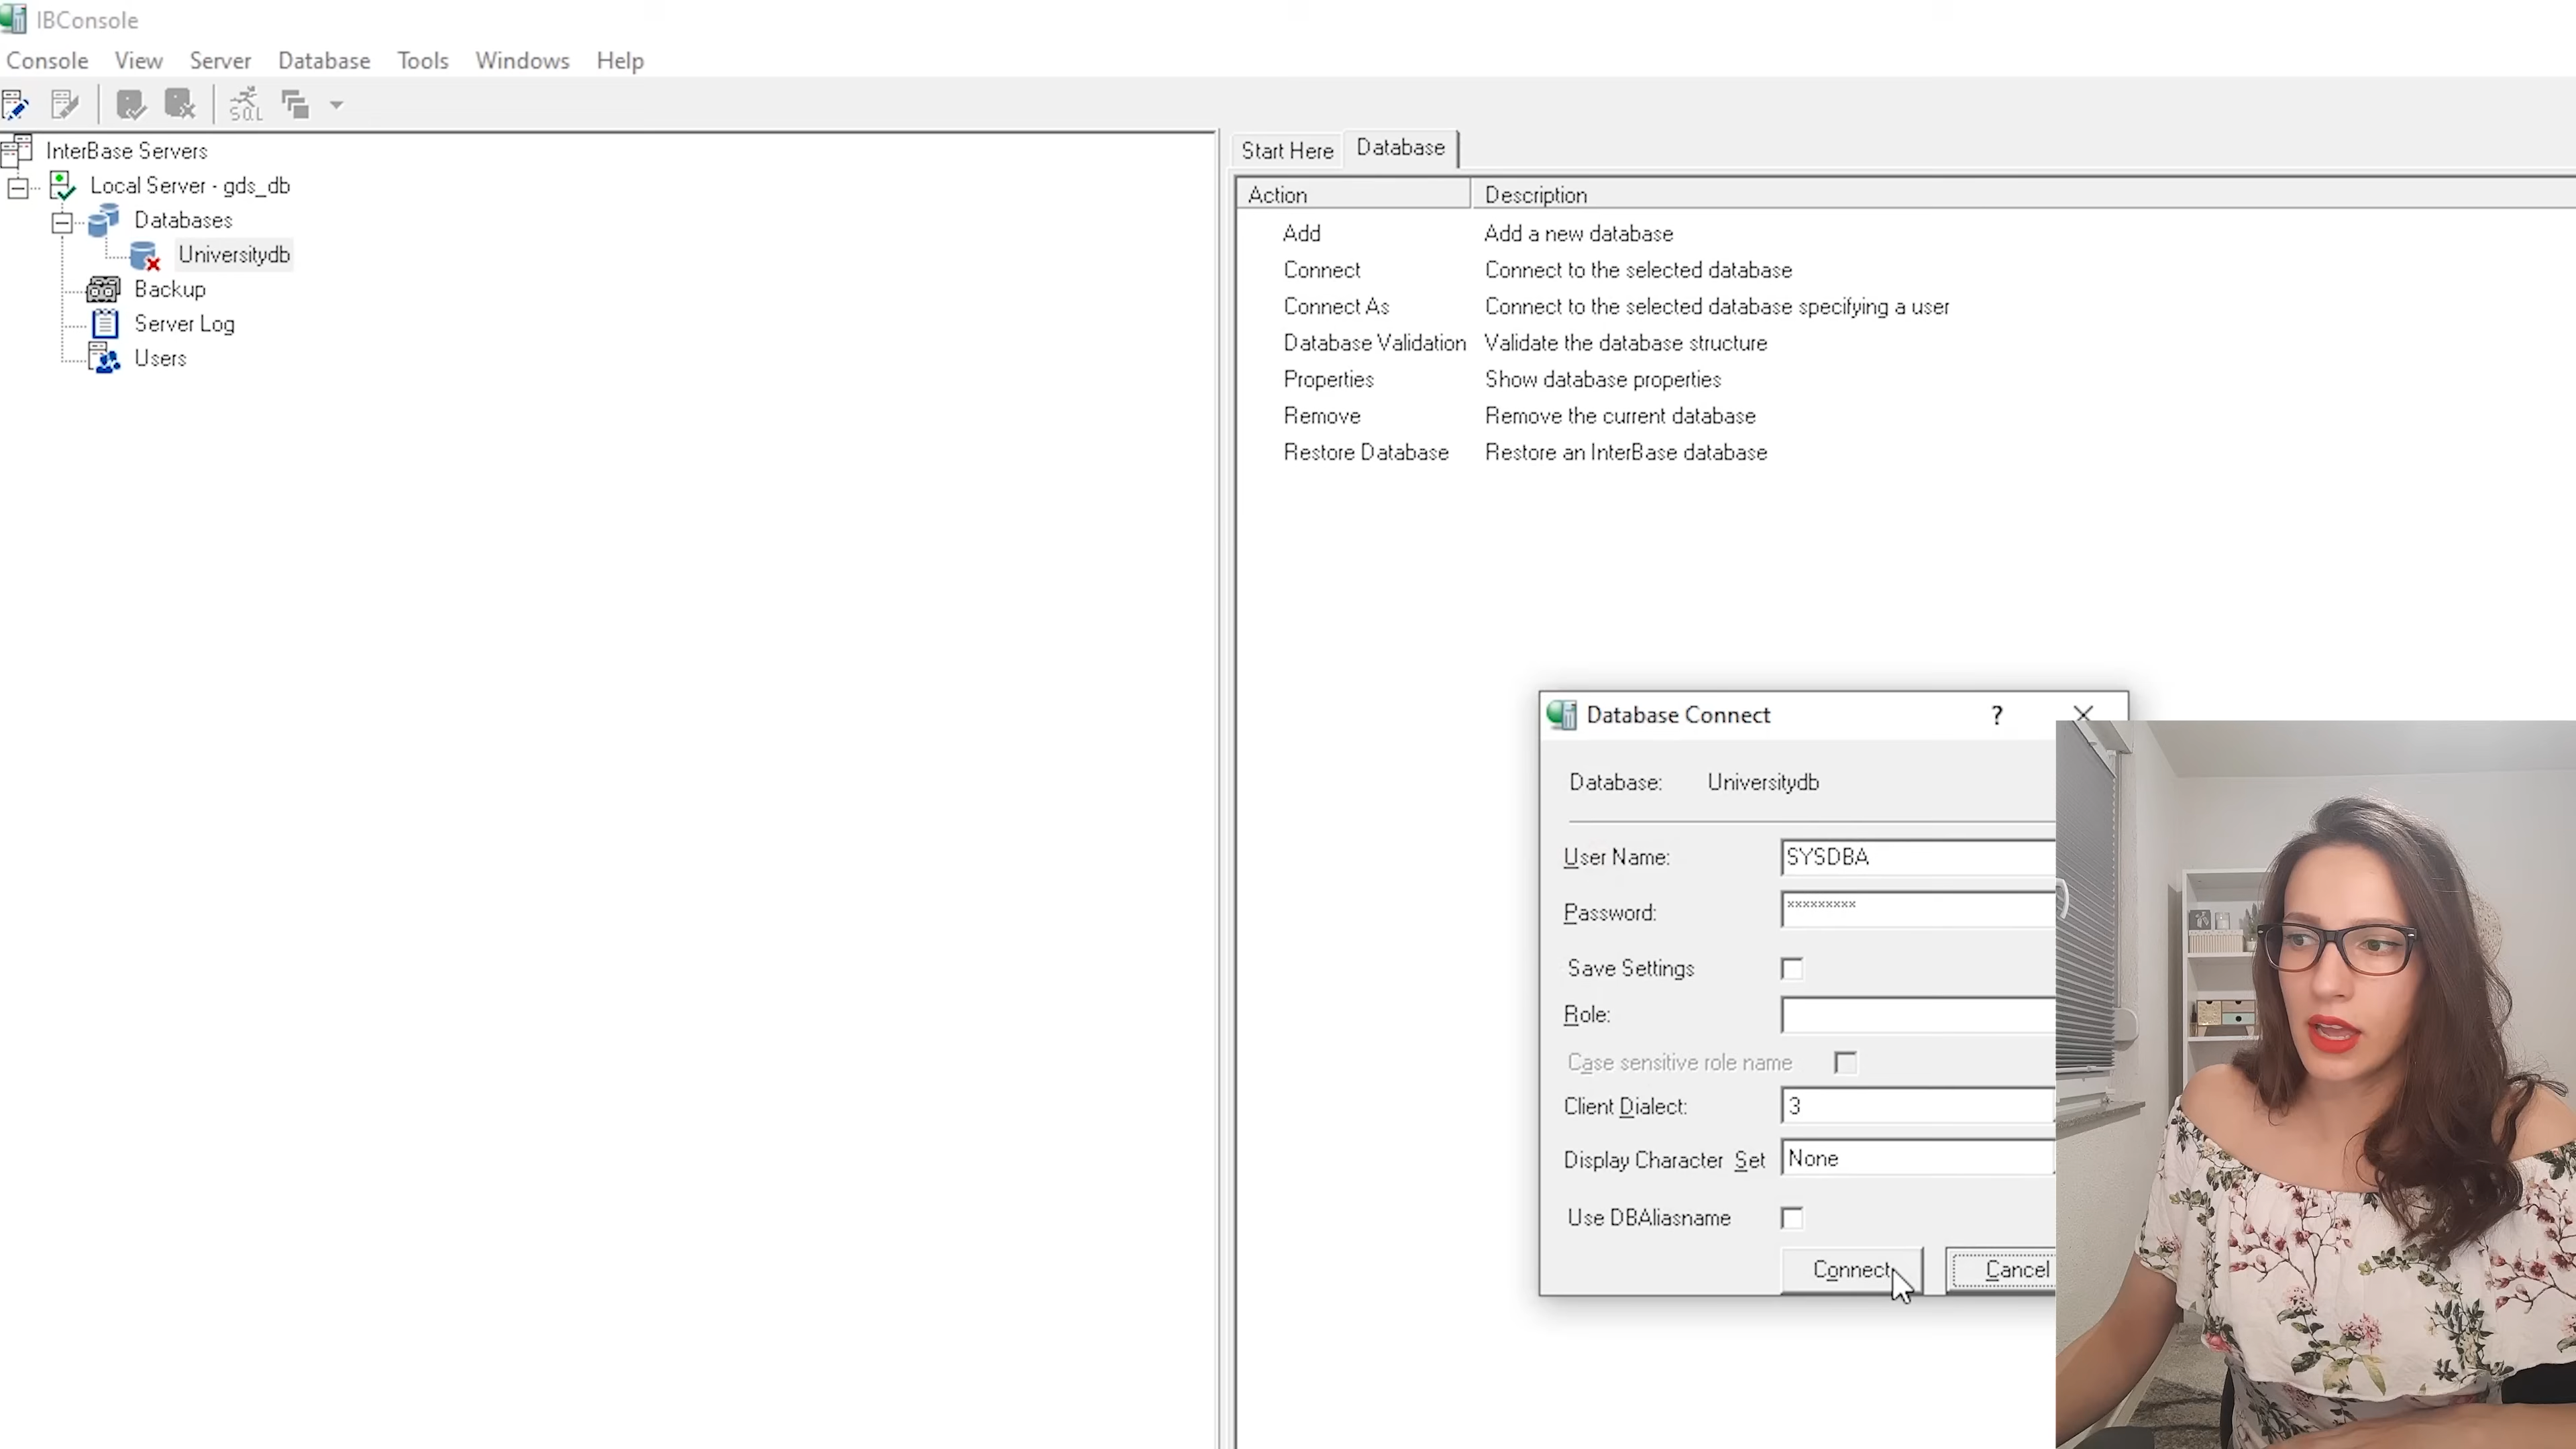 IBConsole
Console View Server Database Tools Windows Help
SQL
InterBase Servers
Local Server - gds_db
Databases
Universitydb
Backup
Server Log
Users
Start Here Database
Action Description
Add Add a new database
Connect Connect to the selected database
Connect As Connect to the selected database specifying a user
Database Validation Validate the database structure
Properties Show database properties
Remove Remove the current database
Restore Database Restore an InterBase database
Database Connect ?
Database: Universitydb
User Name: SYSDBA
Password: ×××××××××
Save Settings
Role:
Case sensitive role name
Client Dialect: 3
Display Character Set None
Use DBAliasname
Connect Cancel